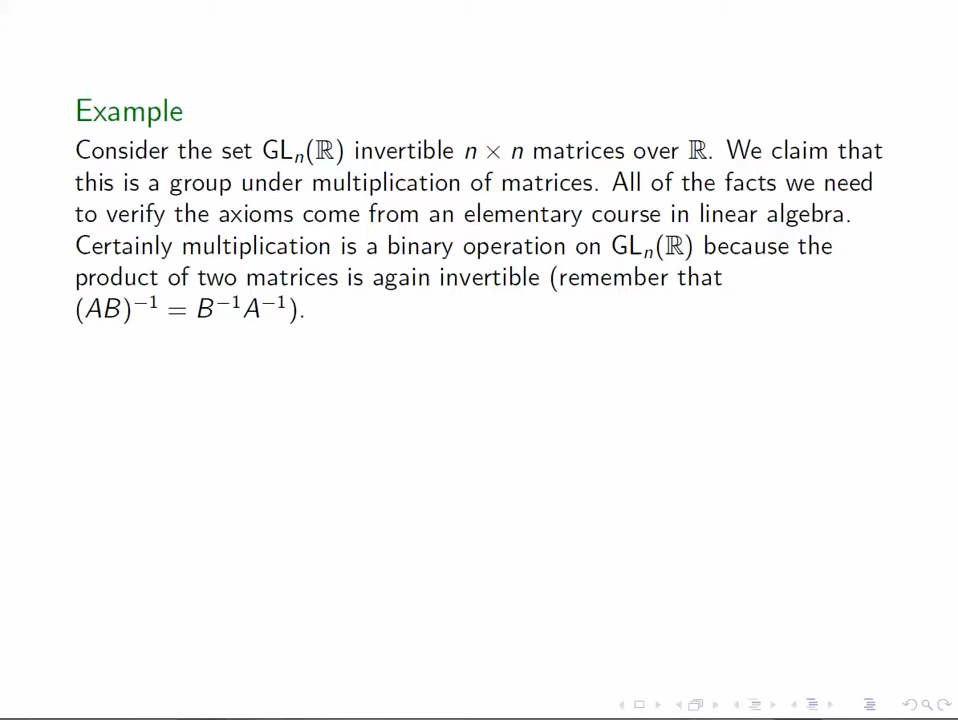 Example
Consider the set GLₙ(ℝ) invertible n × n matrices over ℝ. We claim that
this is a group under multiplication of matrices. All of the facts we need
to verify the axioms come from an elementary course in linear algebra.
Certainly multiplication is a binary operation on GLₙ(ℝ) because the
product of two matrices is again invertible (remember that
(AB)⁻¹ = B⁻¹A⁻¹).